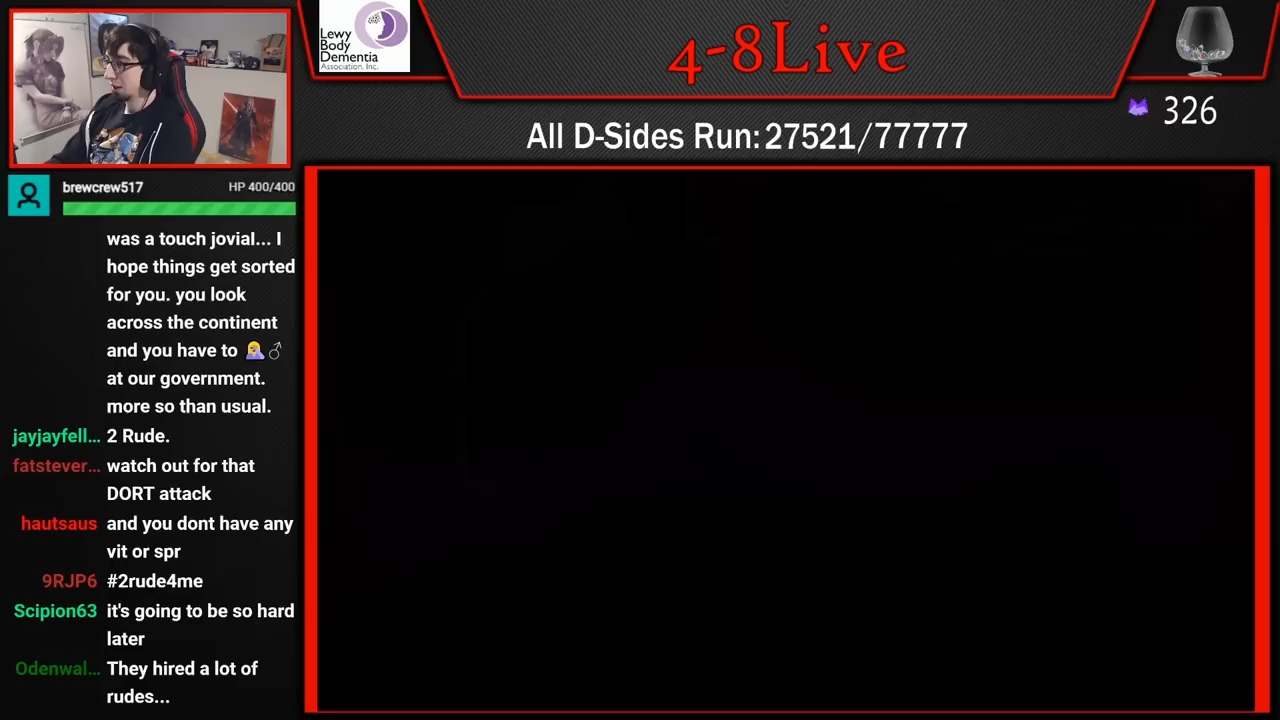 Lewy
Body
Dementia
Association, Inc.
4-8Live
326
All D-Sides Run: 27521/77777
brewcrew517 HP 400/400
was a touch jovial... I
hope things get sorted
for you. you look
across the continent
and you have to 🤦‍♂
at our government.
more so than usual.
jayjayfell... 2 Rude.
fatstever... watch out for that
DORT attack
hautsaus and you dont have any
vit or spr
9RJP6 #2rude4me
Scipion63 it's going to be so hard
later
Odenwal... They hired a lot of
rudes...